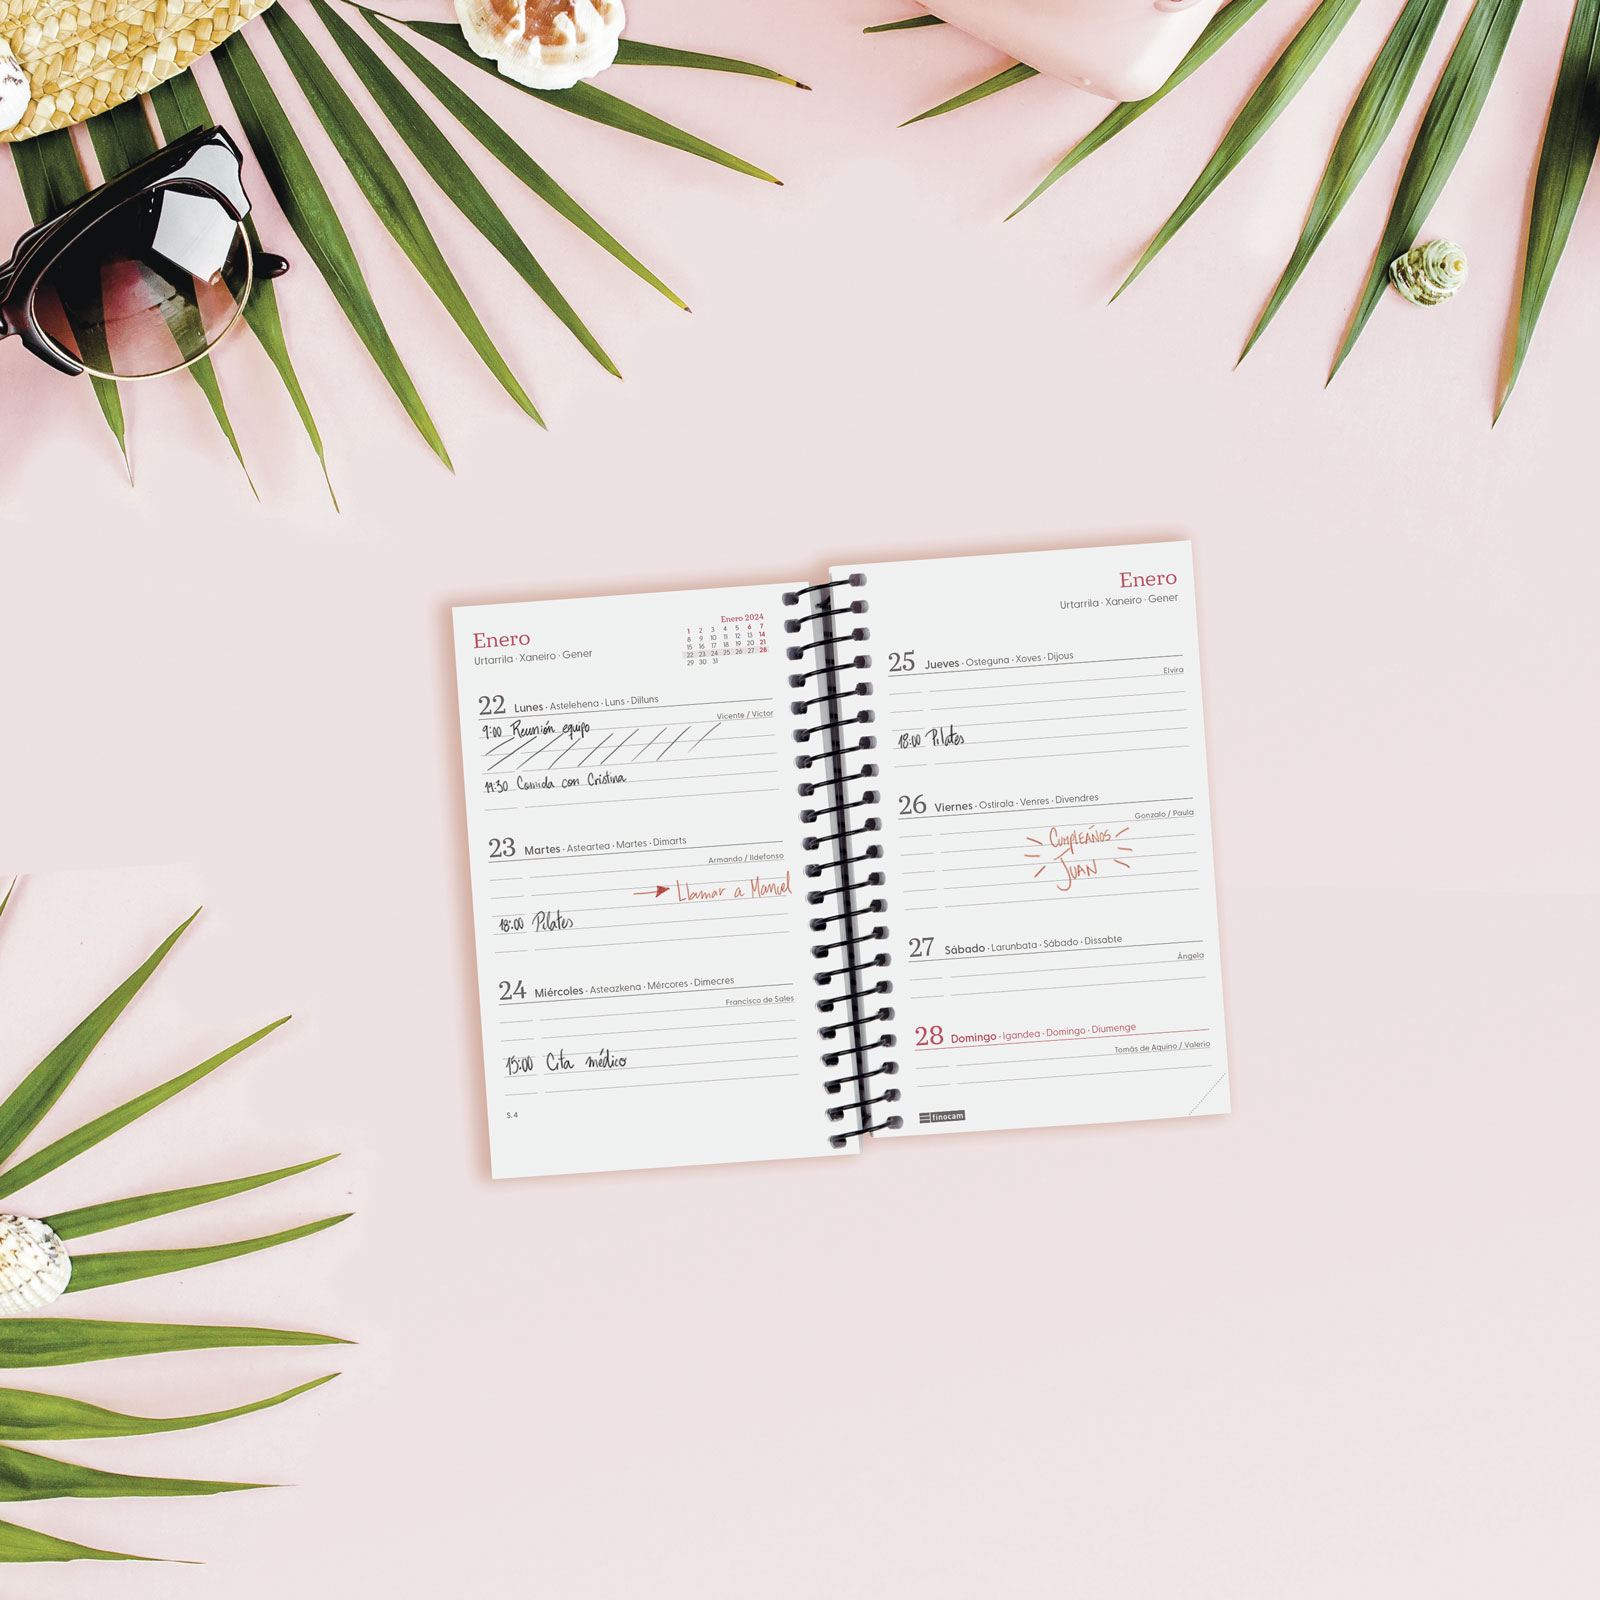 Enero
Urtarrila · Xaneiro · Gener
Enero 2024
1 2 3 4 5 6 7
8 9 10 11 12 13 14
15 16 17 18 19 20 21
22 23 24 25 26 27 28
29 30 31
22 Lunes · Astelehena · Luns · Dilluns
Vicente / Víctor
9:00 Reunión equipo
14:30 Comida con Cristina
23 Martes · Asteartea · Martes · Dimarts
Armando / Ildefonso
Llamar a Manuel
18:00 Pilates
24 Miércoles · Asteazkena · Mércores · Dimecres
Francisco de Sales
15:00 Cita médico
S. 4
Enero
Urtarrila · Xaneiro · Gener
25 Jueves · Osteguna · Xoves · Dijous
Elvira
18:00 Pilates
26 Viernes · Ostirala · Venres · Divendres
Gonzalo / Paula
CUMPLEAÑOS
JUAN
27 Sábado · Larunbata · Sábado · Dissabte
Ángela
28 Domingo · Igandea · Domingo · Diumenge
Tomás de Aquino / Valerio
finocam